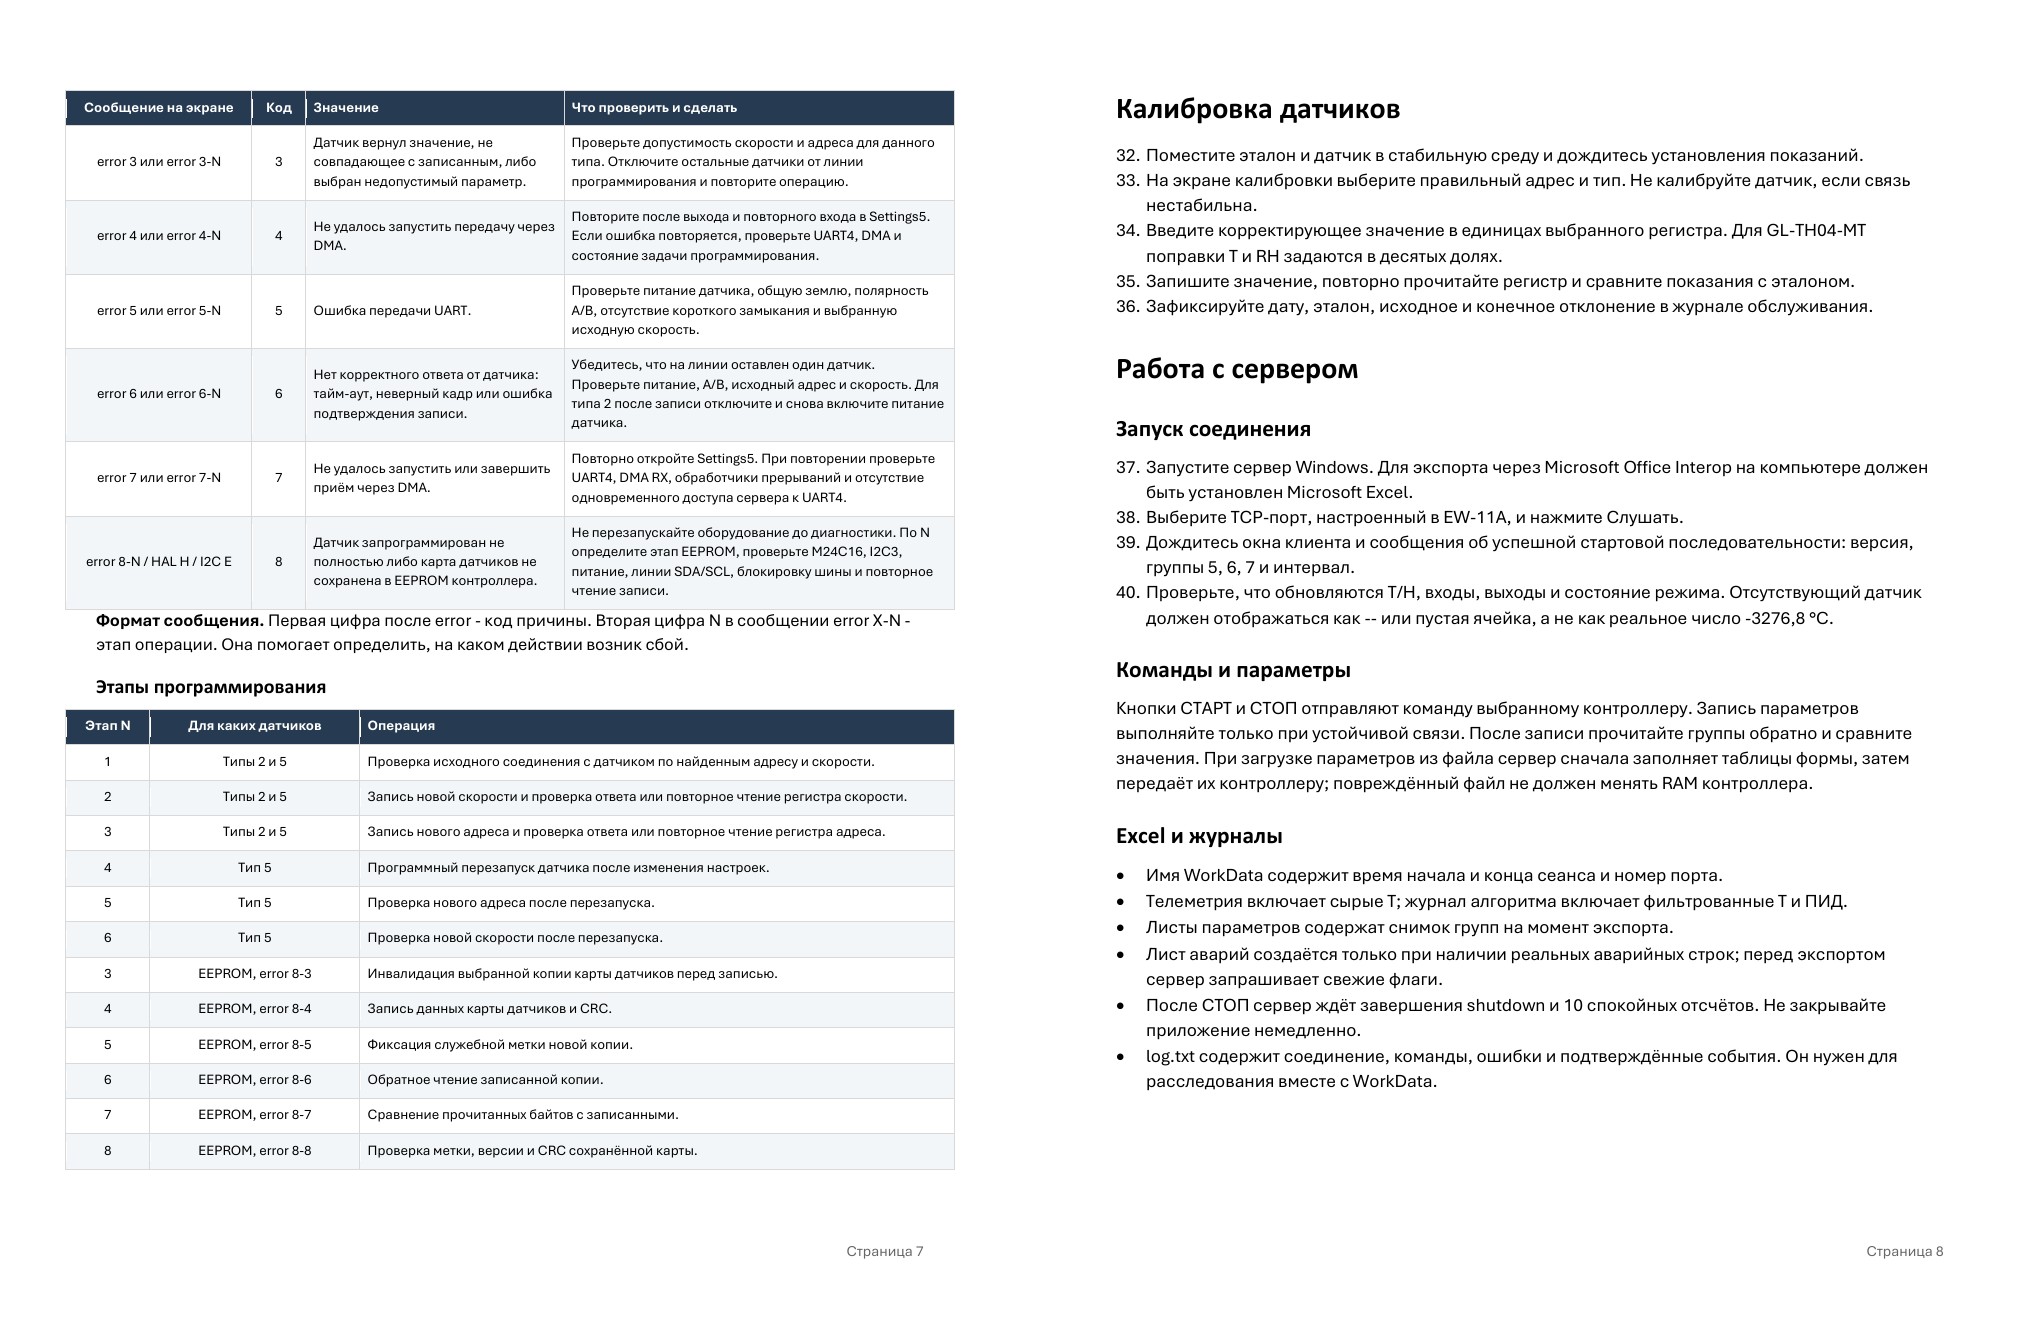 Сообщение на экране Код Значение Что проверить и сделать
error 3 или error 3-N 3 Датчик вернул значение, не совпадающее с записанным, либо выбран недопустимый параметр. Проверьте допустимость скорости и адреса для данного типа. Отключите остальные датчики от линии программирования и повторите операцию.
error 4 или error 4-N 4 Не удалось запустить передачу через DMA. Повторите после выхода и повторного входа в Settings5. Если ошибка повторяется, проверьте UART4, DMA и состояние задачи программирования.
error 5 или error 5-N 5 Ошибка передачи UART. Проверьте питание датчика, общую землю, полярность A/B, отсутствие короткого замыкания и выбранную исходную скорость.
error 6 или error 6-N 6 Нет корректного ответа от датчика: тайм-аут, неверный кадр или ошибка подтверждения записи. Убедитесь, что на линии оставлен один датчик. Проверьте питание, A/B, исходный адрес и скорость. Для типа 2 после записи отключите и снова включите питание датчика.
error 7 или error 7-N 7 Не удалось запустить или завершить приём через DMA. Повторно откройте Settings5. При повторении проверьте UART4, DMA RX, обработчики прерываний и отсутствие одновременного доступа сервера к UART4.
error 8-N / HAL H / I2C E 8 Датчик запрограммирован не полностью либо карта датчиков не сохранена в EEPROM контроллера. Не перезапускайте оборудование до диагностики. По N определите этап EEPROM, проверьте M24C16, I2C3, питание, линии SDA/SCL, блокировку шины и повторное чтение записи.
Формат сообщения. Первая цифра после error - код причины. Вторая цифра N в сообщении error X-N -
этап операции. Она помогает определить, на каком действии возник сбой.
Этапы программирования
Этап N Для каких датчиков Операция
1 Типы 2 и 5 Проверка исходного соединения с датчиком по найденным адресу и скорости.
2 Типы 2 и 5 Запись новой скорости и проверка ответа или повторное чтение регистра скорости.
3 Типы 2 и 5 Запись нового адреса и проверка ответа или повторное чтение регистра адреса.
4 Тип 5 Программный перезапуск датчика после изменения настроек.
5 Тип 5 Проверка нового адреса после перезапуска.
6 Тип 5 Проверка новой скорости после перезапуска.
3 EEPROM, error 8-3 Инвалидация выбранной копии карты датчиков перед записью.
4 EEPROM, error 8-4 Запись данных карты датчиков и CRC.
5 EEPROM, error 8-5 Фиксация служебной метки новой копии.
6 EEPROM, error 8-6 Обратное чтение записанной копии.
7 EEPROM, error 8-7 Сравнение прочитанных байтов с записанными.
8 EEPROM, error 8-8 Проверка метки, версии и CRC сохранённой карты.
Страница 7
Калибровка датчиков
32. Поместите эталон и датчик в стабильную среду и дождитесь установления показаний.
33. На экране калибровки выберите правильный адрес и тип. Не калибруйте датчик, если связь
нестабильна.
34. Введите корректирующее значение в единицах выбранного регистра. Для GL-TH04-MT
поправки T и RH задаются в десятых долях.
35. Запишите значение, повторно прочитайте регистр и сравните показания с эталоном.
36. Зафиксируйте дату, эталон, исходное и конечное отклонение в журнале обслуживания.
Работа с сервером
Запуск соединения
37. Запустите сервер Windows. Для экспорта через Microsoft Office Interop на компьютере должен
быть установлен Microsoft Excel.
38. Выберите TCP-порт, настроенный в EW-11A, и нажмите Слушать.
39. Дождитесь окна клиента и сообщения об успешной стартовой последовательности: версия,
группы 5, 6, 7 и интервал.
40. Проверьте, что обновляются T/H, входы, выходы и состояние режима. Отсутствующий датчик
должен отображаться как -- или пустая ячейка, а не как реальное число -3276,8 °C.
Команды и параметры
Кнопки СТАРТ и СТОП отправляют команду выбранному контроллеру. Запись параметров
выполняйте только при устойчивой связи. После записи прочитайте группы обратно и сравните
значения. При загрузке параметров из файла сервер сначала заполняет таблицы формы, затем
передаёт их контроллеру; повреждённый файл не должен менять RAM контроллера.
Excel и журналы
• Имя WorkData содержит время начала и конца сеанса и номер порта.
• Телеметрия включает сырые T; журнал алгоритма включает фильтрованные T и ПИД.
• Листы параметров содержат снимок групп на момент экспорта.
• Лист аварий создаётся только при наличии реальных аварийных строк; перед экспортом
сервер запрашивает свежие флаги.
• После СТОП сервер ждёт завершения shutdown и 10 спокойных отсчётов. Не закрывайте
приложение немедленно.
• log.txt содержит соединение, команды, ошибки и подтверждённые события. Он нужен для
расследования вместе с WorkData.
Страница 8